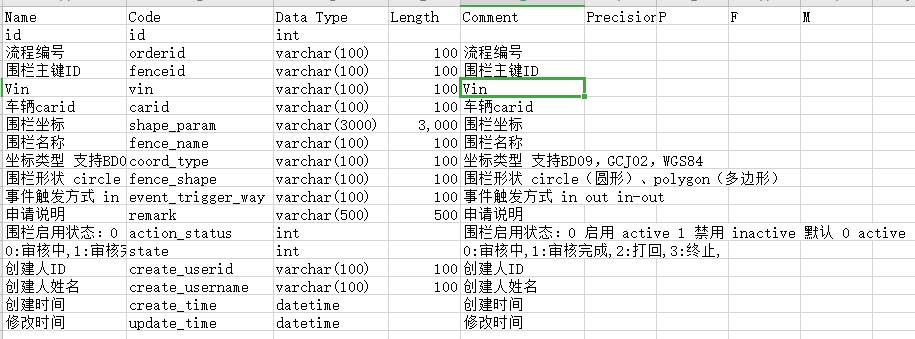 Name Code Data Type Length Comment Precision P F M
id id int
流程编号 orderid varchar(100) 100 流程编号
围栏主键ID fenceid varchar(100) 100 围栏主键ID
Vin vin varchar(100) 100 Vin
车辆carid carid varchar(100) 100 车辆carid
围栏坐标 shape_param varchar(3000) 3,000 围栏坐标
围栏名称 fence_name varchar(100) 100 围栏名称
坐标类型 支持BD0 coord_type varchar(100) 100 坐标类型 支持BD09，GCJ02，WGS84
围栏形状 circle fence_shape varchar(100) 100 围栏形状 circle（圆形）、polygon（多边形）
事件触发方式 in event_trigger_way varchar(100) 100 事件触发方式 in out in-out
申请说明 remark varchar(500) 500 申请说明
围栏启用状态：0 action_status int 围栏启用状态：0 启用 active 1 禁用 inactive 默认 0 active
0:审核中,1:审核 state int 0:审核中,1:审核完成,2:打回,3:终止,
创建人ID create_userid varchar(100) 100 创建人ID
创建人姓名 create_username varchar(100) 100 创建人姓名
创建时间 create_time datetime 创建时间
修改时间 update_time datetime 修改时间